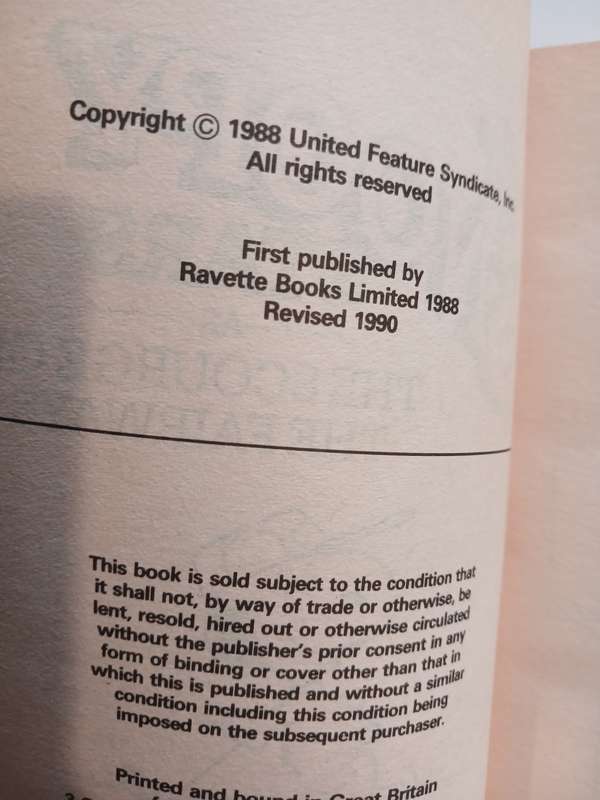 Copyright © 1988 United Feature Syndicate, Inc.
All rights reserved
First published by
Ravette Books Limited 1988
Revised 1990
This book is sold subject to the condition that
it shall not, by way of trade or otherwise, be
lent, resold, hired out or otherwise circulated
without the publisher's prior consent in any
form of binding or cover other than that in
which this is published and without a similar
condition including this condition being
imposed on the subsequent purchaser.
Printed and bound in Great Britain